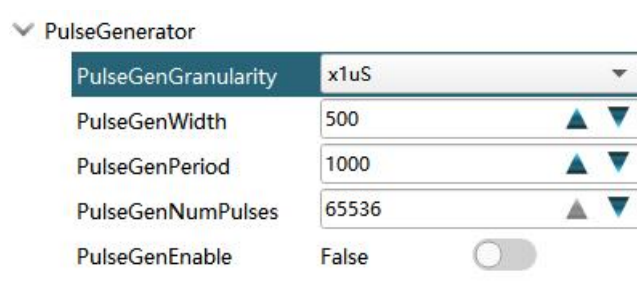 PulseGenerator
PulseGenGranularity x1uS
PulseGenWidth 500
PulseGenPeriod 1000
PulseGenNumPulses 65536
PulseGenEnable False